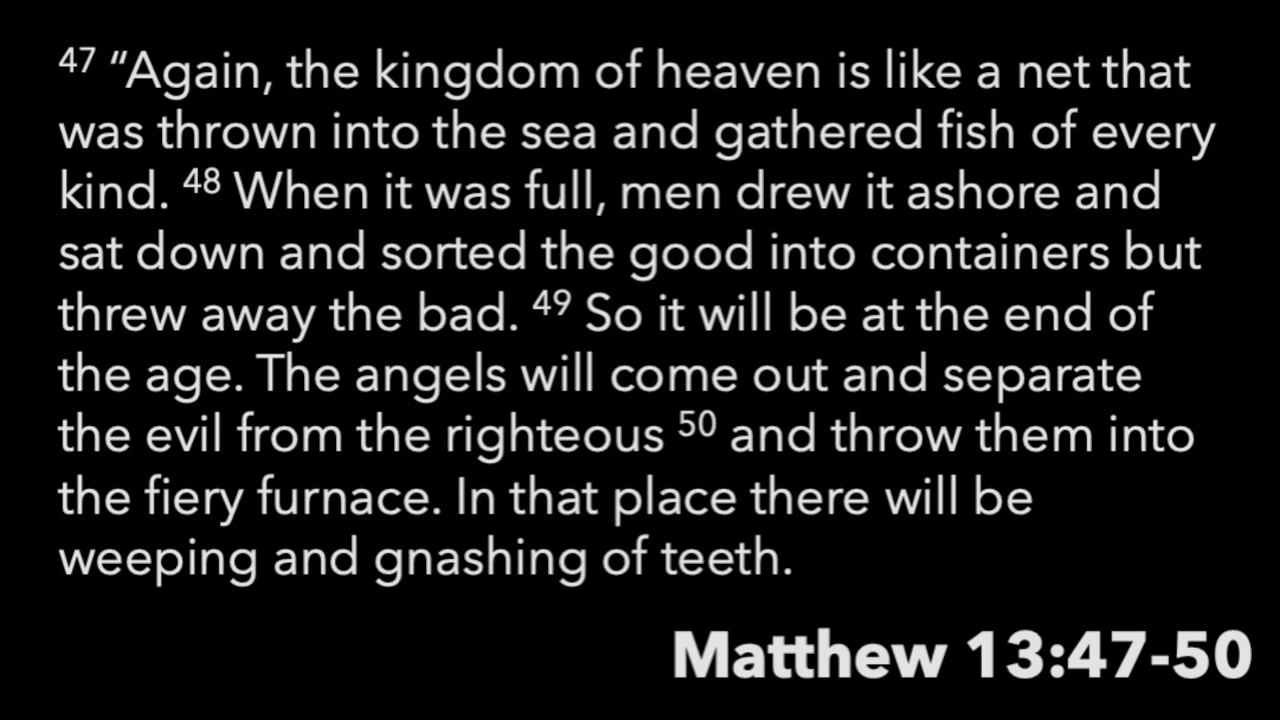 47 “Again, the kingdom of heaven is like a net that
was thrown into the sea and gathered fish of every
kind. 48 When it was full, men drew it ashore and
sat down and sorted the good into containers but
threw away the bad. 49 So it will be at the end of
the age. The angels will come out and separate
the evil from the righteous 50 and throw them into
the fiery furnace. In that place there will be
weeping and gnashing of teeth.
Matthew 13:47-50